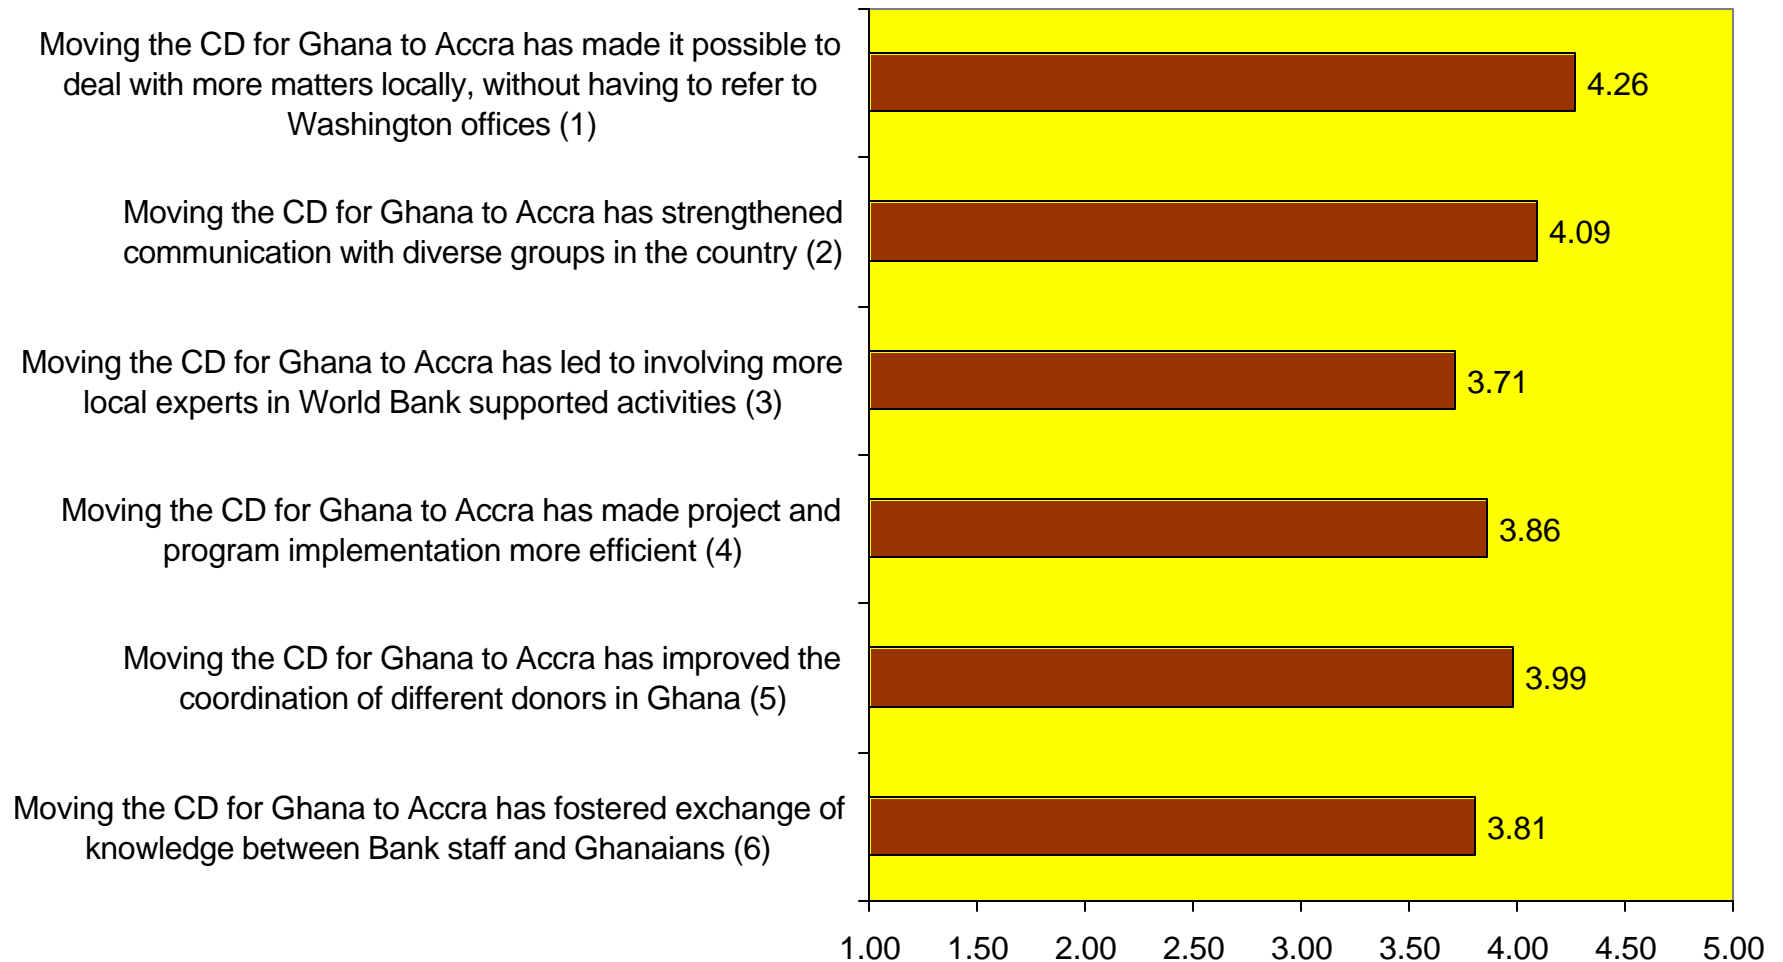 Moving the CD for Ghana to Accra has made it possible to
deal with more matters locally, without having to refer to
Washington offices (1)
4.26
Moving the CD for Ghana to Accra has strengthened
communication with diverse groups in the country (2)
4.09
Moving the CD for Ghana to Accra has led to involving more
local experts in World Bank supported activities (3)
3.71
Moving the CD for Ghana to Accra has made project and
program implementation more efficient (4)
3.86
Moving the CD for Ghana to Accra has improved the
coordination of different donors in Ghana (5)
3.99
Moving the CD for Ghana to Accra has fostered exchange of
knowledge between Bank staff and Ghanaians (6)
3.81
1.00 1.50 2.00 2.50 3.00 3.50 4.00 4.50 5.00